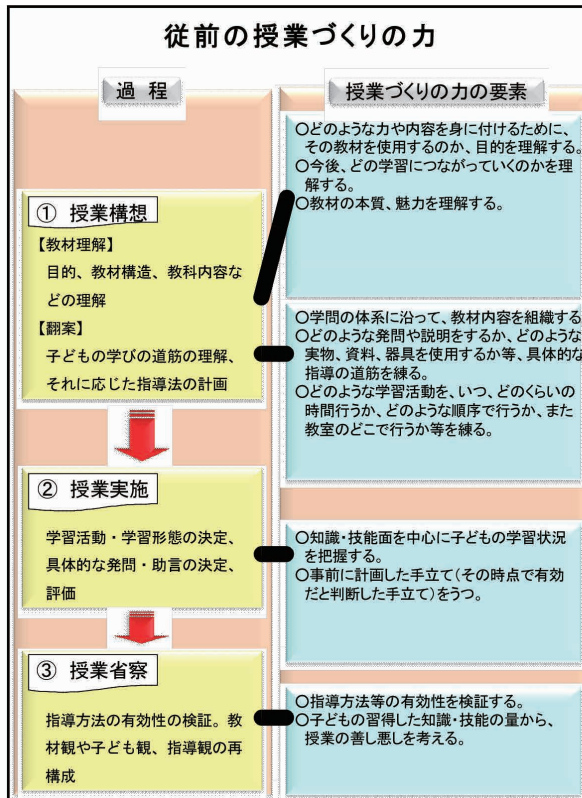 従前の授業づくりの力
過 程
授業づくりの力の要素
① 授業構想
【教材理解】
目的、教材構造、教科内容な
どの理解
【翻案】
子どもの学びの道筋の理解、
それに応じた指導法の計画
○どのような力や内容を身に付けるために、
その教材を使用するのか、目的を理解する。
○今後、どの学習につながっていくのかを理
解する。
○教材の本質、魅力を理解する。
○学問の体系に沿って、教材内容を組織する
○どのような発問や説明をするか、どのような
実物、資料、器具を使用するか等、具体的な
指導の道筋を練る。
○どのような学習活動を、いつ、どのくらいの
時間行うか、どのような順序で行うか、また
教室のどこで行うか等を練る。
② 授業実施
学習活動・学習形態の決定、
具体的な発問・助言の決定、
評価
○知識・技能面を中心に子どもの学習状況
を把握する。
○事前に計画した手立て(その時点で有効
だと判断した手立て)をうつ。
③ 授業省察
指導方法の有効性の検証。教
材観や子ども観、指導観の再
構成
○指導方法等の有効性を検証する。
○子どもの習得した知識・技能の量から、
授業の善し悪しを考える。